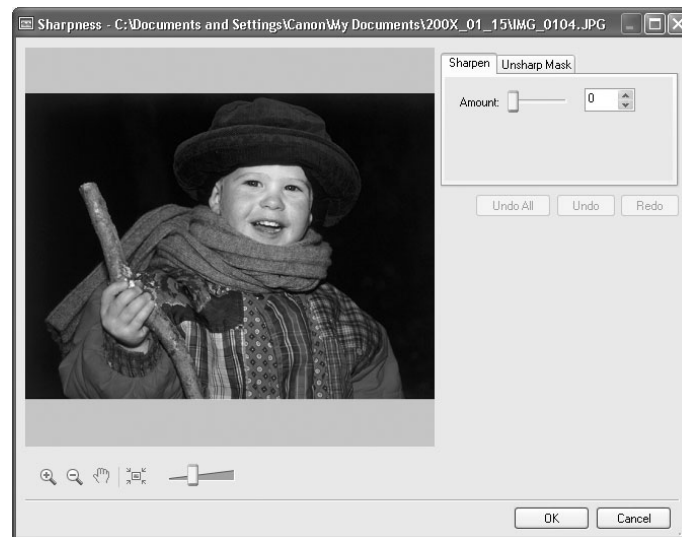 Sharpness - C:\Documents and Settings\Canon\My Documents\200X_01_15\IMG_0104.JPG
Sharpen Unsharp Mask
Amount: 0
Undo All Undo Redo
OK Cancel